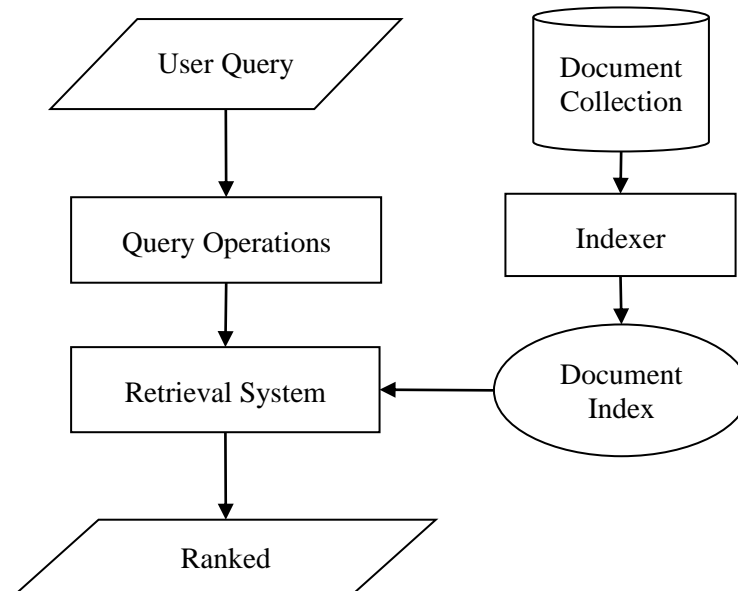 User Query
Document
Collection
Query Operations
Indexer
Retrieval System
Document
Index
Ranked